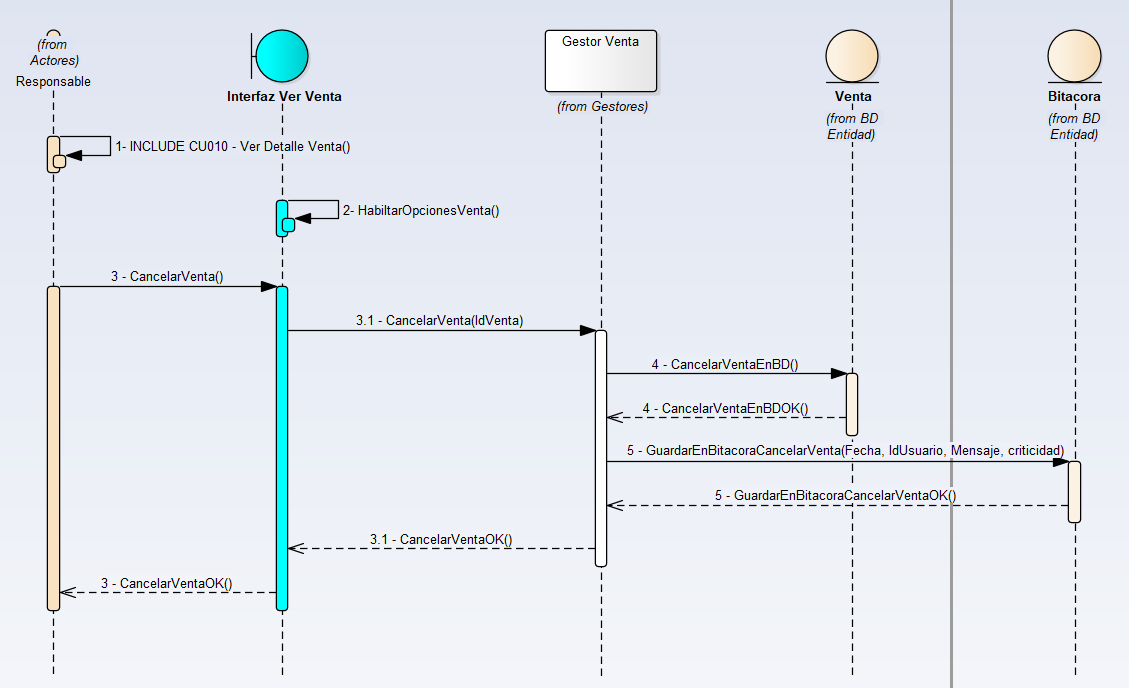 (from
Actores)
Responsable
Interfaz Ver Venta
Gestor Venta
(from Gestores)
Venta
(from BD
Entidad)
Bitacora
(from BD
Entidad)
1- INCLUDE CU010 - Ver Detalle Venta()
2- HabiltarOpcionesVenta()
3 - CancelarVenta()
3.1 - CancelarVenta(IdVenta)
4 - CancelarVentaEnBD()
4 - CancelarVentaEnBDOK()
5 - GuardarEnBitacoraCancelarVenta(Fecha, IdUsuario, Mensaje, criticidad)
5 - GuardarEnBitacoraCancelarVentaOK()
3.1 - CancelarVentaOK()
3 - CancelarVentaOK()